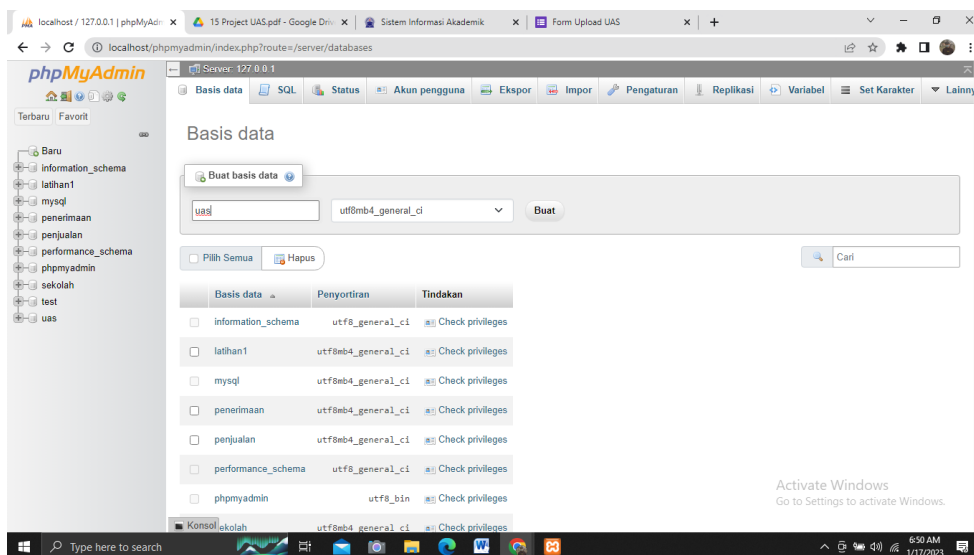 localhost / 127.0.0.1 | phpMyAdm
15 Project UAS.pdf - Google Driv
Sistem Informasi Akademik
Form Upload UAS
localhost/phpmyadmin/index.php?route=/server/databases
phpMyAdmin
Terbaru Favorit
Baru
information_schema
latihan1
mysql
penerimaan
penjualan
performance_schema
phpmyadmin
sekolah
test
uas
Server: 127.0.0.1
Basis data SQL Status Akun pengguna Ekspor Impor Pengaturan Replikasi Variabel Set Karakter Lainny
Basis data
Buat basis data
uas utf8mb4_general_ci Buat
Pilih Semua Hapus Cari
Basis data Penyortiran Tindakan
information_schema utf8_general_ci Check privileges
latihan1 utf8mb4_general_ci Check privileges
mysql utf8mb4_general_ci Check privileges
penerimaan utf8mb4_general_ci Check privileges
penjualan utf8mb4_general_ci Check privileges
performance_schema utf8_general_ci Check privileges
phpmyadmin utf8_bin Check privileges
Konsol ekolah utf8mb4_general_ci Check privileges
Activate Windows
Go to Settings to activate Windows.
Type here to search
6:50 AM
1/17/2023